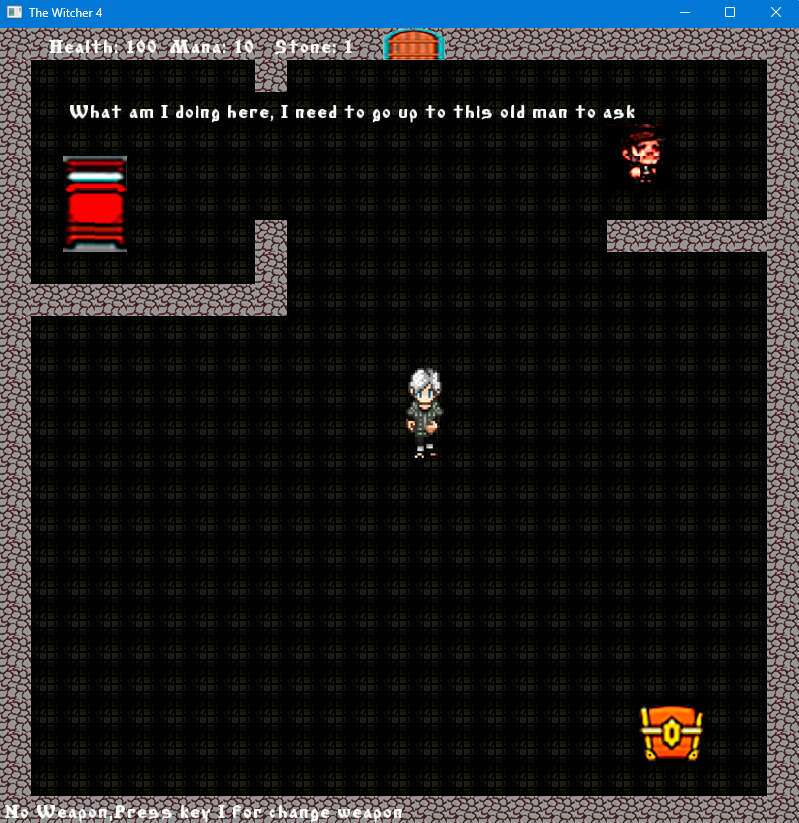 The Witcher 4
Health: 100 Mana: 10 Stone: 1
What am I doing here, I need to go up to this old man to ask
No Weapon,Press key I for change weapon